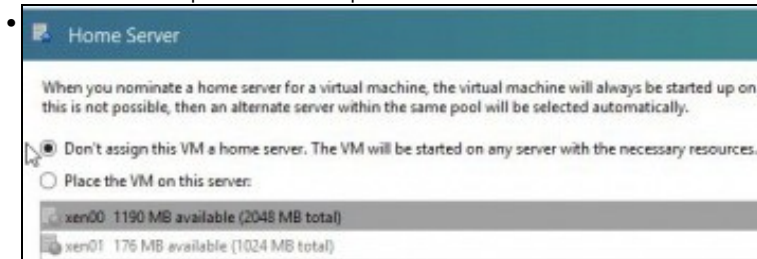 Home Server
When you nominate a home server for a virtual machine, the virtual machine will always be started up on
this is not possible, then an alternate server within the same pool will be selected automatically.
Don't assign this VM a home server. The VM will be started on any server with the necessary resources.
Place the VM on this server:
xen00 1190 MB available (2048 MB total)
xen01 176 MB available (1024 MB total)